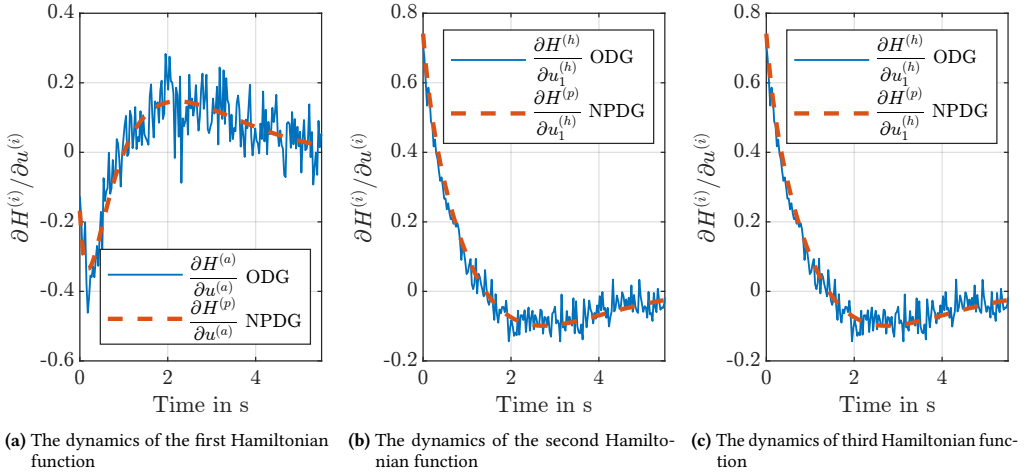 0.4
0.2
0
-0.2
-0.4
-0.6
∂H^(i)/∂u^(i)
∂H^(a)/∂u^(a) ODG
∂H^(p)/∂u^(a) NPDG
0 2 4
Time in s
(a) The dynamics of the first Hamiltonian
function
0.8
0.6
0.4
0.2
0
-0.2
∂H^(i)/∂u^(i)
∂H^(h)/∂u_1^(h) ODG
∂H^(p)/∂u_1^(h) NPDG
0 2 4
Time in s
(b) The dynamics of the second Hamilto-
nian function
0.8
0.6
0.4
0.2
0
-0.2
∂H^(i)/∂u^(i)
∂H^(h)/∂u_1^(h) ODG
∂H^(p)/∂u_1^(h) NPDG
0 2 4
Time in s
(c) The dynamics of third Hamiltonian func-
tion